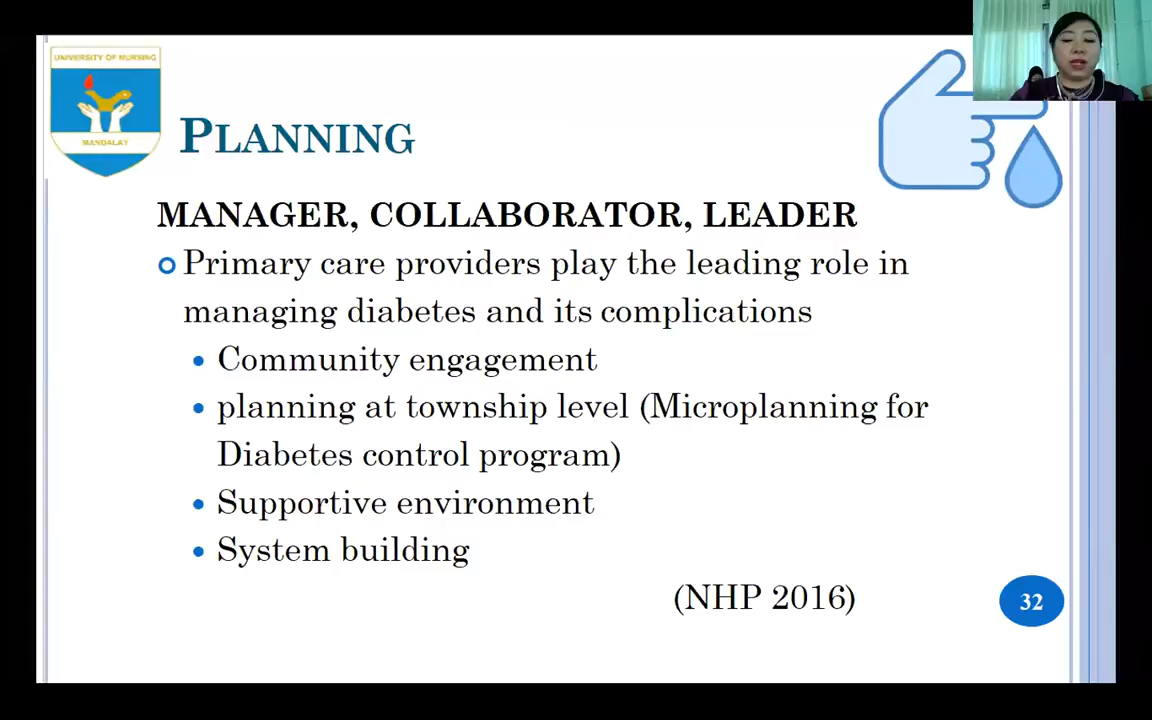 UNIVERSITY OF NURSING
MANDALAY
PLANNING
MANAGER, COLLABORATOR, LEADER
Primary care providers play the leading role in
managing diabetes and its complications
Community engagement
planning at township level (Microplanning for
Diabetes control program)
Supportive environment
System building
(NHP 2016)
32